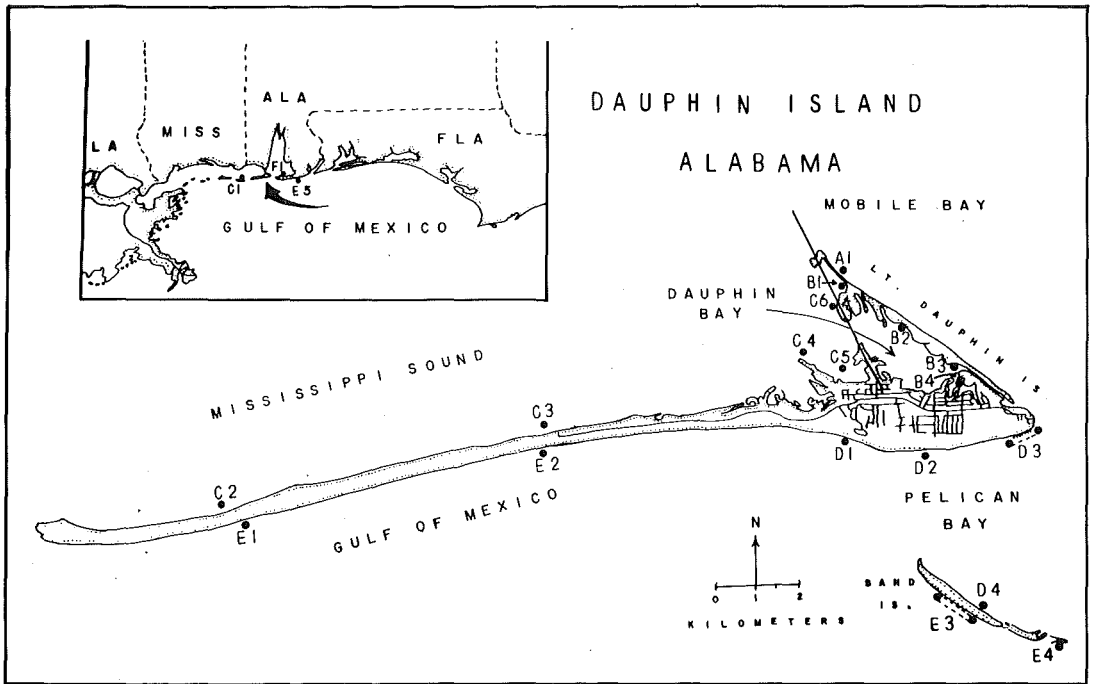 ALA
MISS
LA
FLA
F1
C1
E5
GULF OF MEXICO
DAUPHIN ISLAND
ALABAMA
MOBILE BAY
A1
B1
LT. DAUPHIN IS
DAUPHIN
BAY
C6
B2
C4
C5
B3
B4
MISSISSIPPI SOUND
C3
E2
D1
D2
D3
C2
E1
GULF OF MEXICO
PELICAN
BAY
N
0 1 2
KILOMETERS
SAND
IS.
D4
E3
E4